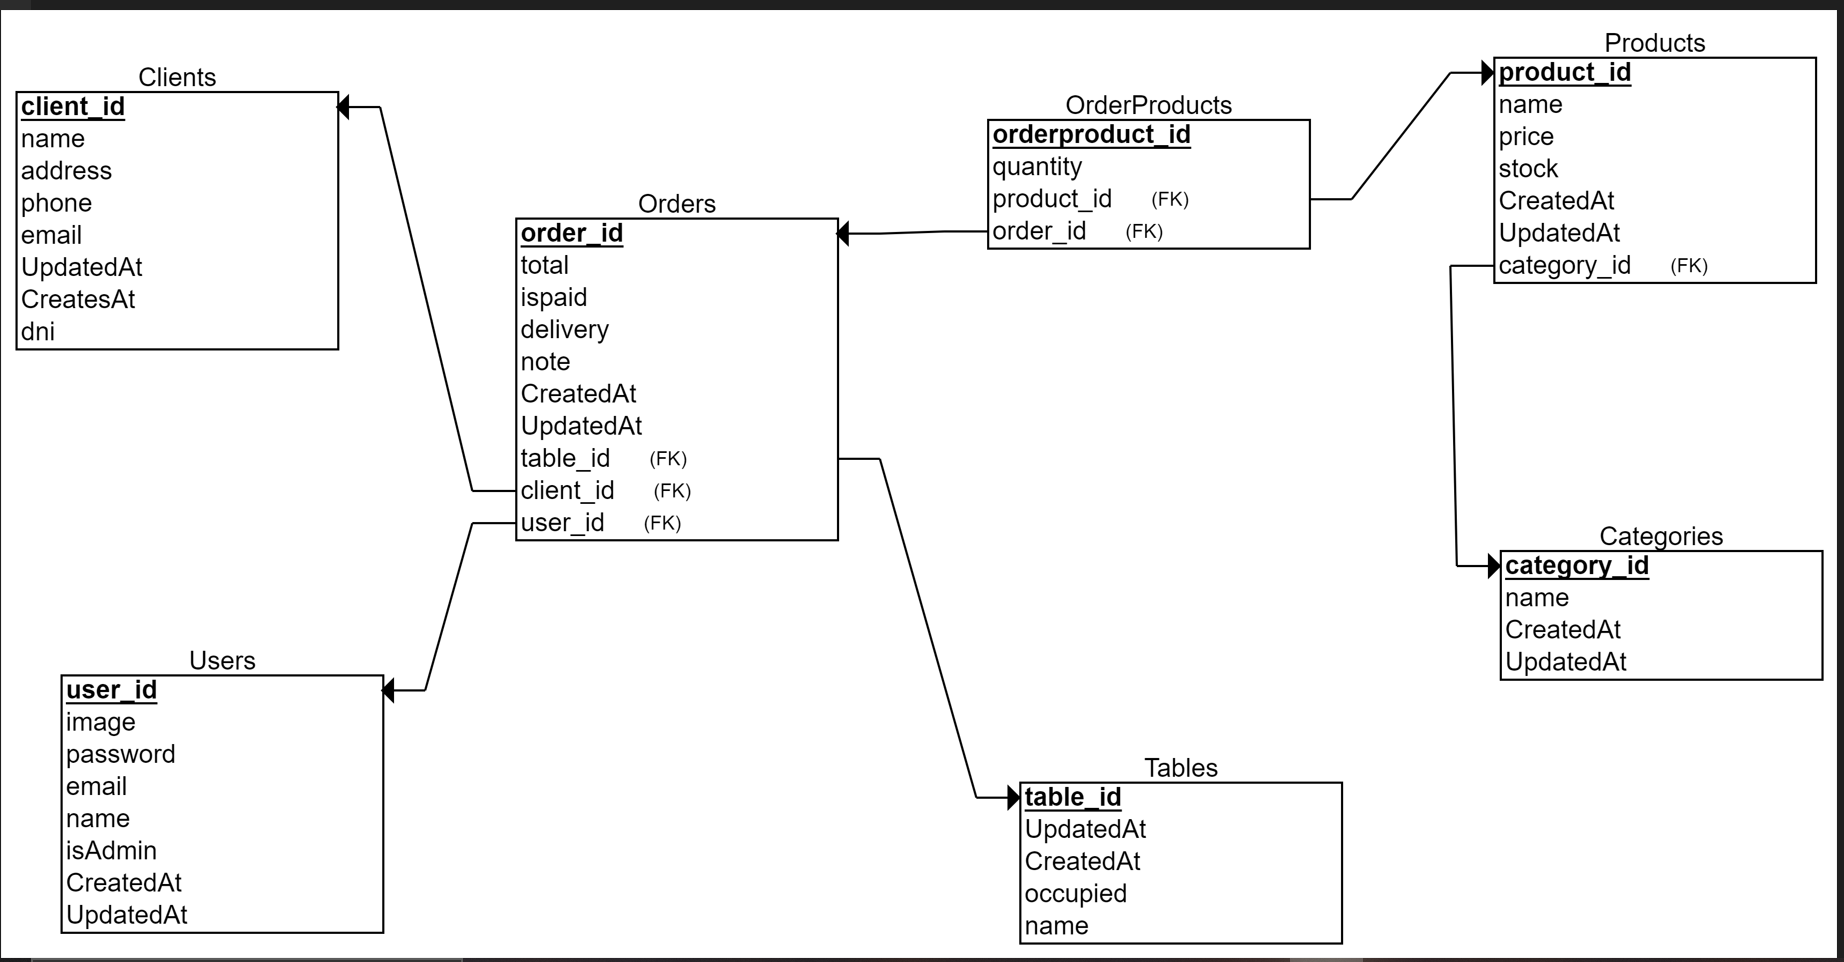 Clients
client_id
name
address
phone
email
UpdatedAt
CreatesAt
dni
Orders
order_id
total
ispaid
delivery
note
CreatedAt
UpdatedAt
table_id (FK)
client_id (FK)
user_id (FK)
OrderProducts
orderproduct_id
quantity
product_id (FK)
order_id (FK)
Products
product_id
name
price
stock
CreatedAt
UpdatedAt
category_id (FK)
Categories
category_id
name
CreatedAt
UpdatedAt
Users
user_id
image
password
email
name
isAdmin
CreatedAt
UpdatedAt
Tables
table_id
UpdatedAt
CreatedAt
occupied
name